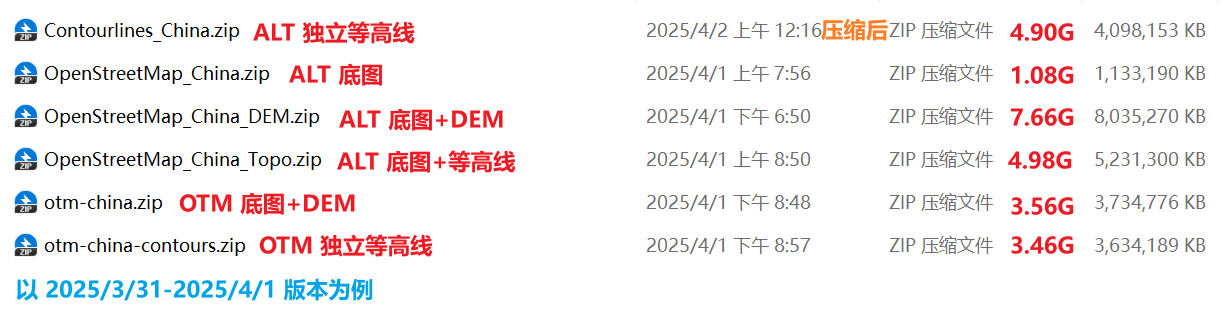 Contourlines_China.zip ALT 独立等高线 2025/4/2 上午 12:16 压缩后 ZIP 压缩文件 4.90G 4,098,153 KB
OpenStreetMap_China.zip ALT 底图 2025/4/1 上午 7:56 ZIP 压缩文件 1.08G 1,133,190 KB
OpenStreetMap_China_DEM.zip ALT 底图+DEM 2025/4/1 下午 6:50 ZIP 压缩文件 7.66G 8,035,270 KB
OpenStreetMap_China_Topo.zip ALT 底图+等高线 2025/4/1 上午 8:50 ZIP 压缩文件 4.98G 5,231,300 KB
otm-china.zip OTM 底图+DEM 2025/4/1 下午 8:48 ZIP 压缩文件 3.56G 3,734,776 KB
otm-china-contours.zip OTM 独立等高线 2025/4/1 下午 8:57 ZIP 压缩文件 3.46G 3,634,189 KB
以 2025/3/31-2025/4/1 版本为例